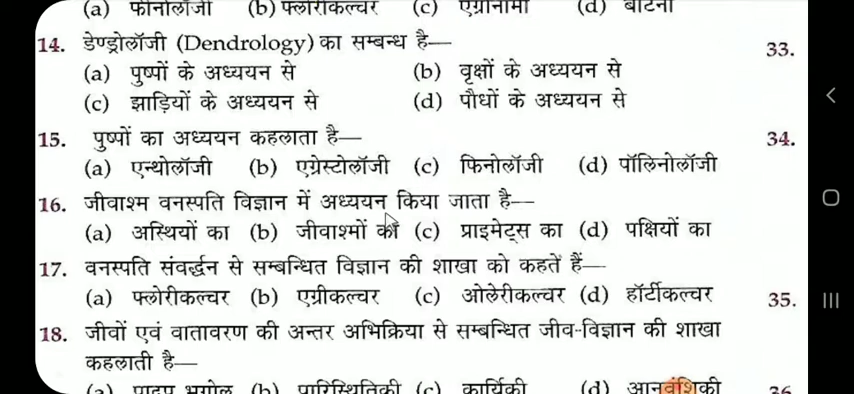 (a) फीनोलॉजी (b) फ्लोरीकल्चर (c) एग्रोनॉमी (d) बॉटनी
14. डेण्ड्रोलॉजी (Dendrology) का सम्बन्ध है—
(a) पुष्पों के अध्ययन से (b) वृक्षों के अध्ययन से
(c) झाड़ियों के अध्ययन से (d) पौधों के अध्ययन से
15. पुष्पों का अध्ययन कहलाता है—
(a) एन्थोलॉजी (b) एग्रेस्टोलॉजी (c) फिनोलॉजी (d) पॉलिनोलॉजी
16. जीवाश्म वनस्पति विज्ञान में अध्ययन किया जाता है—
(a) अस्थियों का (b) जीवाश्मों का (c) प्राइमेट्स का (d) पक्षियों का
17. वनस्पति संवर्द्धन से सम्बन्धित विज्ञान की शाखा को कहते हैं—
(a) फ्लोरीकल्चर (b) एग्रीकल्चर (c) ओलेरीकल्चर (d) हॉर्टीकल्चर
18. जीवों एवं वातावरण की अन्तर अभिक्रिया से सम्बन्धित जीव-विज्ञान की शाखा
कहलाती है—
(a) पादप भूगोल (b) पारिस्थितिकी (c) कार्यिकी (d) आनुवंशिकी
33.
34.
35.
36.